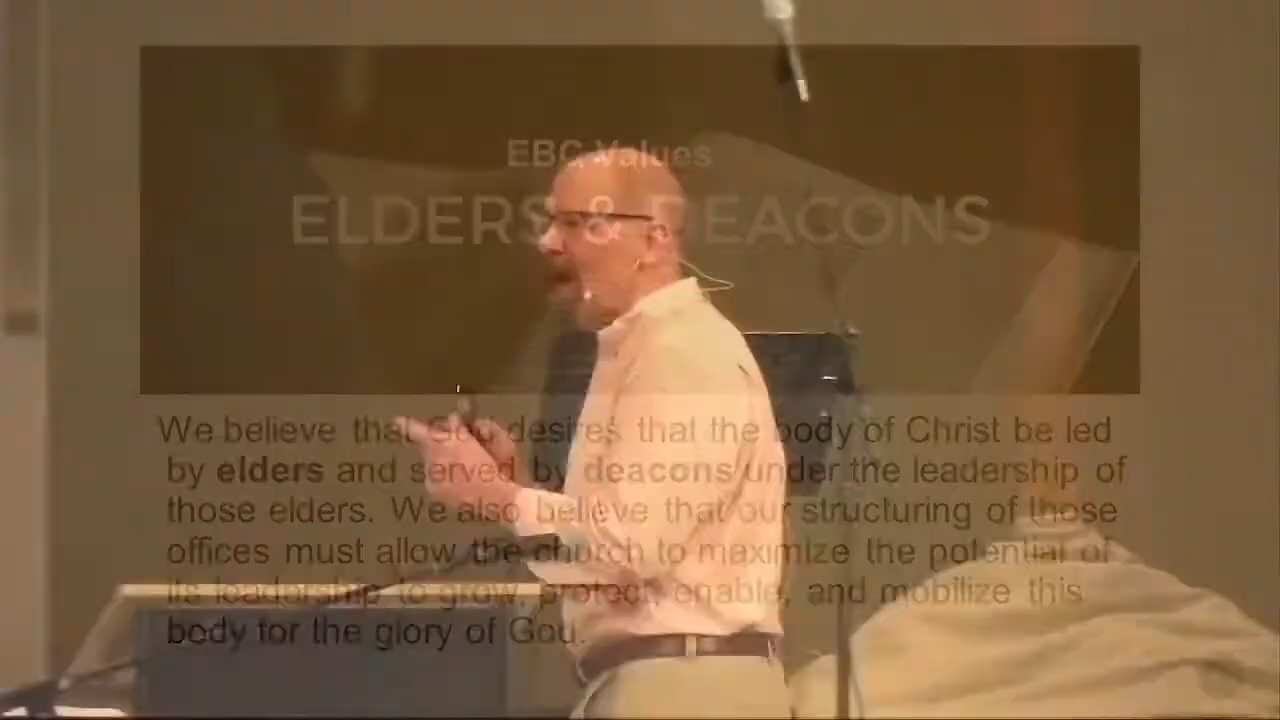 EBC Values
ELDERS & DEACONS
We believe that God desires that the body of Christ be led
by elders and served by deacons under the leadership of
those elders. We also believe that our structuring of those
offices must allow the church to maximize the potential of
its leadership to grow, protect, enable, and mobilize this
body for the glory of God.